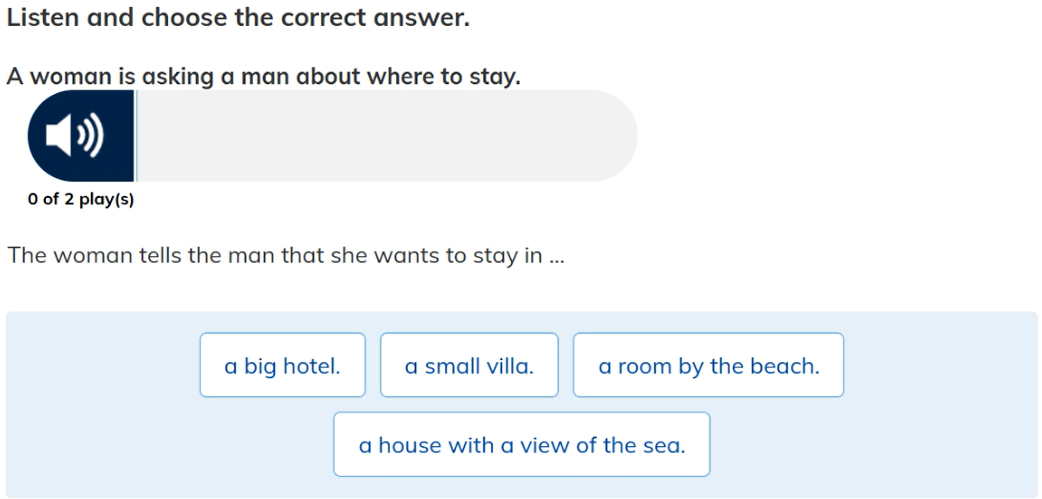 Listen and choose the correct answer.
A woman is asking a man about where to stay.
0 of 2 play(s)
The woman tells the man that she wants to stay in ...
a big hotel.
a small villa.
a room by the beach.
a house with a view of the sea.